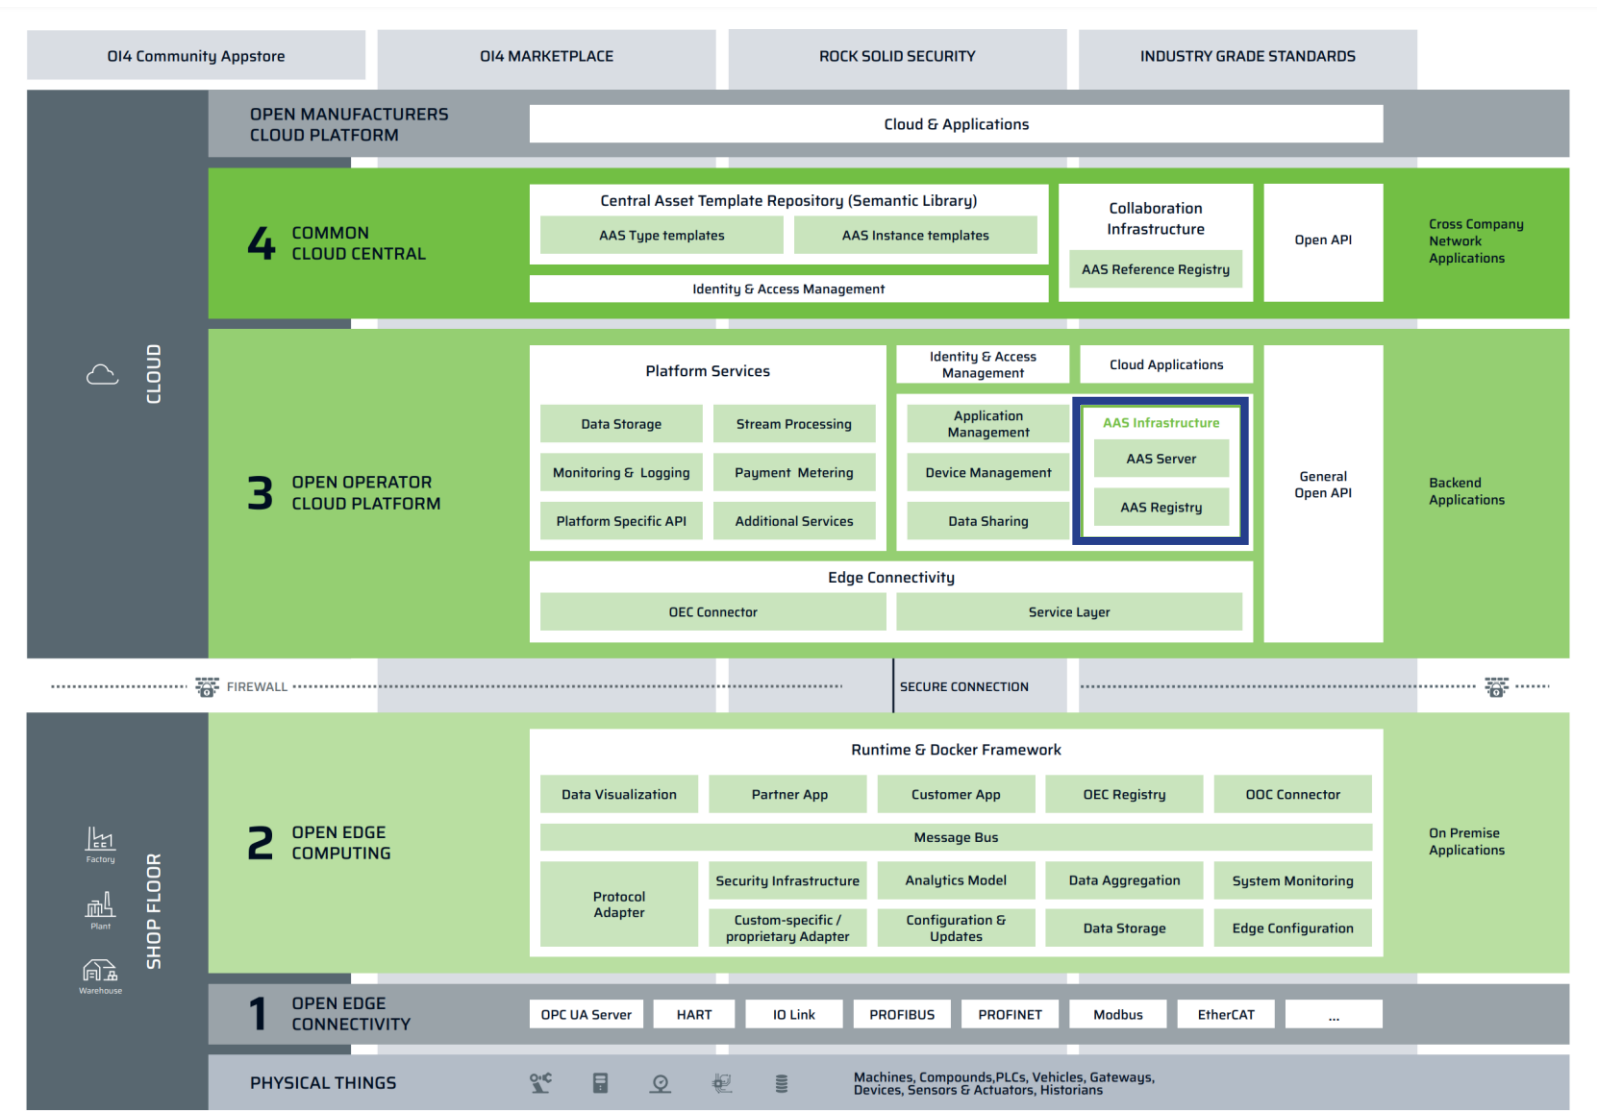 OI4 Community Appstore
OI4 MARKETPLACE
ROCK SOLID SECURITY
INDUSTRY GRADE STANDARDS
OPEN MANUFACTURERS
CLOUD PLATFORM
Cloud & Applications
CLOUD
4
COMMON
CLOUD CENTRAL
Central Asset Template Repository (Semantic Library)
AAS Type templates
AAS Instance templates
Identity & Access Management
Collaboration
Infrastructure
AAS Reference Registry
Open API
Cross Company
Network
Applications
3
OPEN OPERATOR
CLOUD PLATFORM
Platform Services
Data Storage
Stream Processing
Monitoring & Logging
Payment Metering
Platform Specific API
Additional Services
Identity & Access
Management
Cloud Applications
Application
Management
Device Management
Data Sharing
AAS Infrastructure
AAS Server
AAS Registry
General
Open API
Backend
Applications
Edge Connectivity
OEC Connector
Service Layer
FIREWALL
SECURE CONNECTION
SHOP FLOOR
Factory
Plant
Warehouse
2
OPEN EDGE
COMPUTING
Runtime & Docker Framework
Data Visualization
Partner App
Customer App
OEC Registry
OOC Connector
Message Bus
Protocol
Adapter
Security Infrastructure
Analytics Model
Data Aggregation
System Monitoring
Custom-specific /
proprietary Adapter
Configuration &
Updates
Data Storage
Edge Configuration
On Premise
Applications
1
OPEN EDGE
CONNECTIVITY
OPC UA Server
HART
IO Link
PROFIBUS
PROFINET
Modbus
EtherCAT
...
PHYSICAL THINGS
Machines, Compounds,PLCs, Vehicles, Gateways,
Devices, Sensors & Actuators, Historians